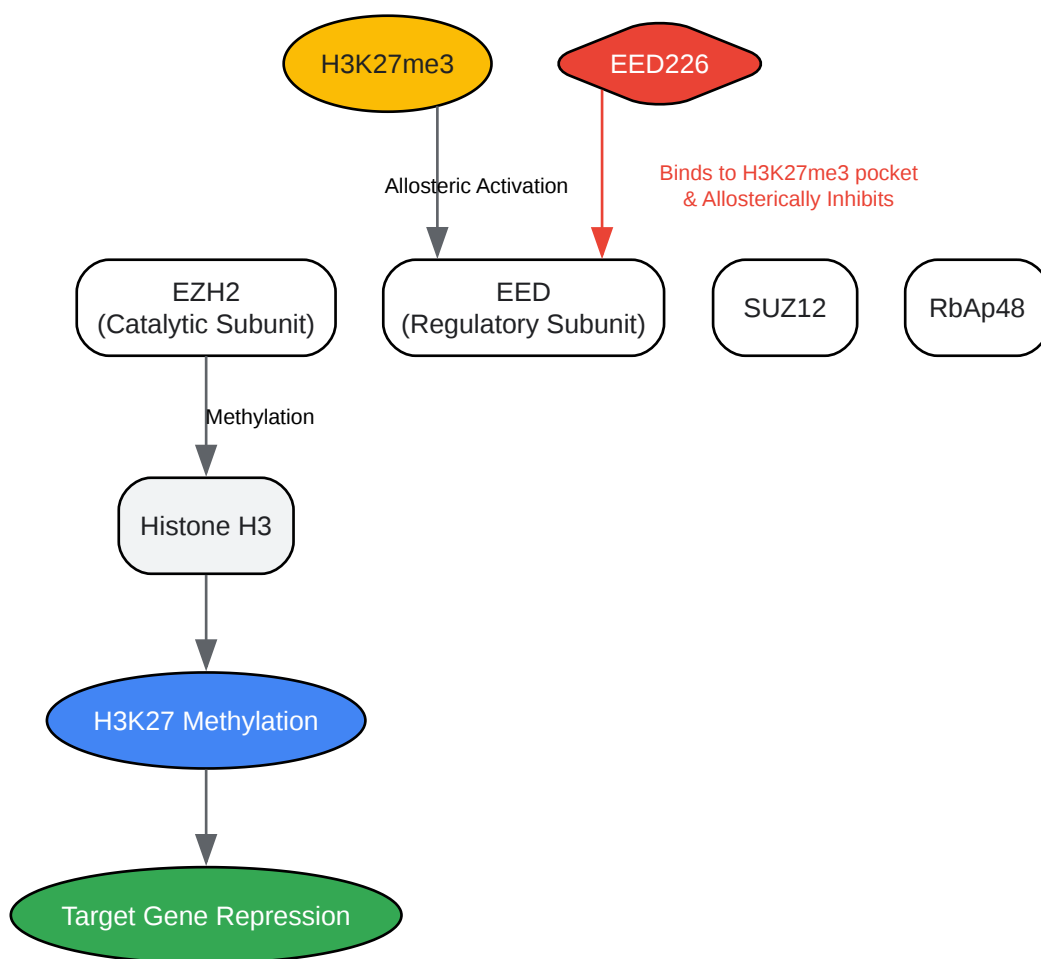 H3K27me3
EED226
Allosteric Activation
Binds to H3K27me3 pocket
& Allosterically Inhibits
EZH2
(Catalytic Subunit)
EED
(Regulatory Subunit)
SUZ12
RbAp48
Methylation
Histone H3
H3K27 Methylation
Target Gene Repression